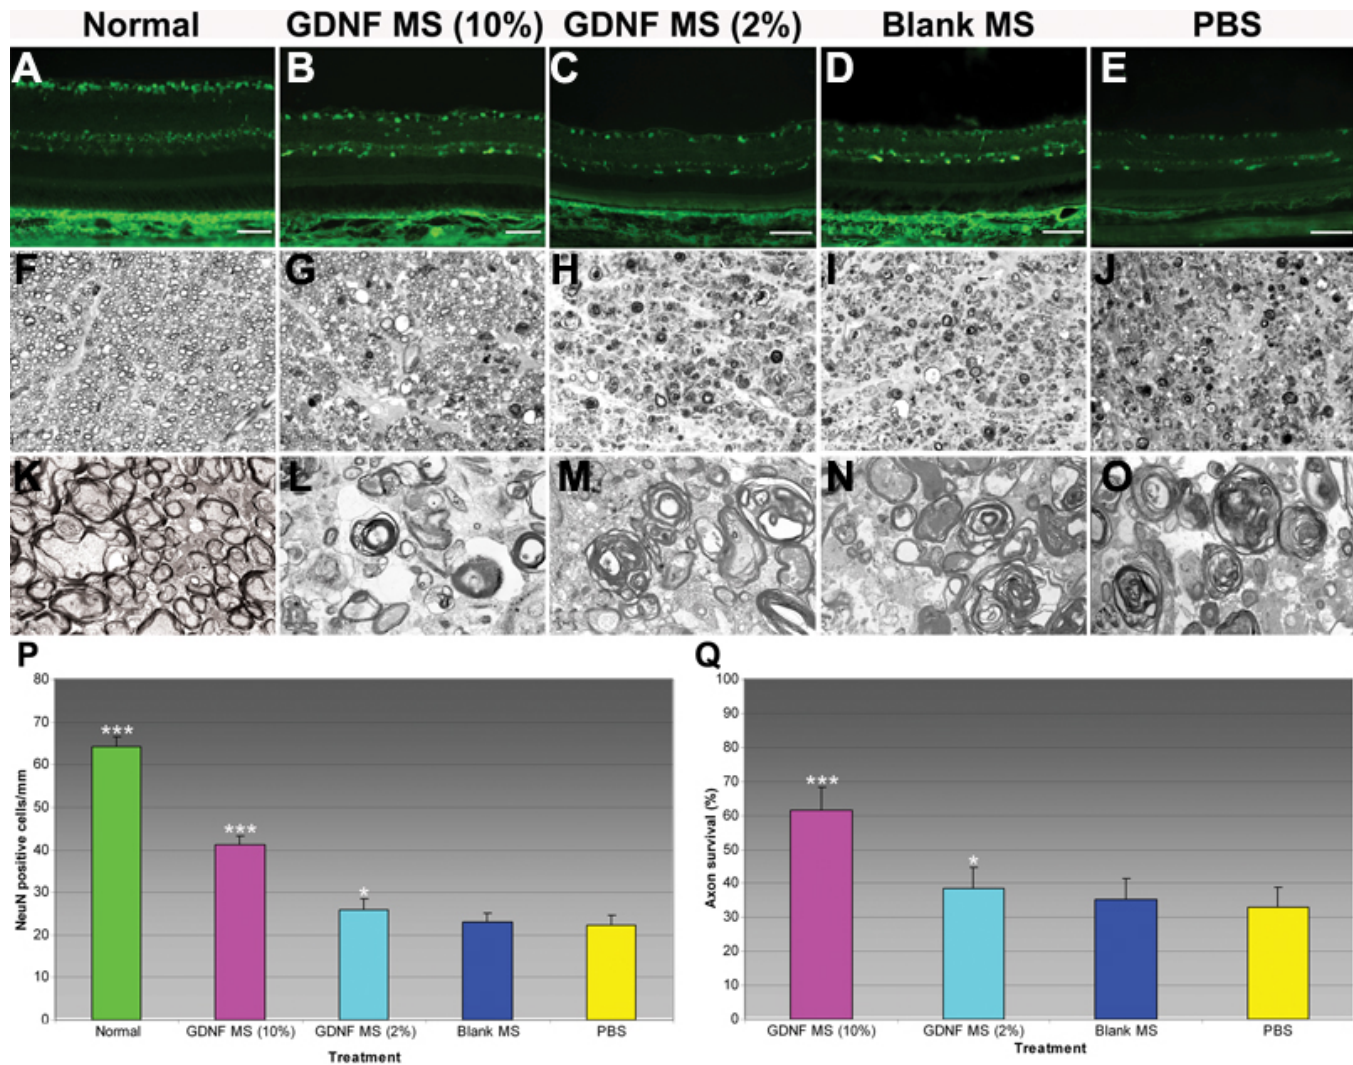 Normal GDNF MS (10%) GDNF MS (2%) Blank MS PBS
A B C D E
F G H I J
K L M N O
P
80
70
60
50
40
30
20
10
0
NeuN positive cells/mm
***
***
*
Normal GDNF MS (10%) GDNF MS (2%) Blank MS PBS
Treatment
Q
100
90
80
70
60
50
40
30
20
10
0
Axon survival (%)
***
*
GDNF MS (10%) GDNF MS (2%) Blank MS PBS
Treatment